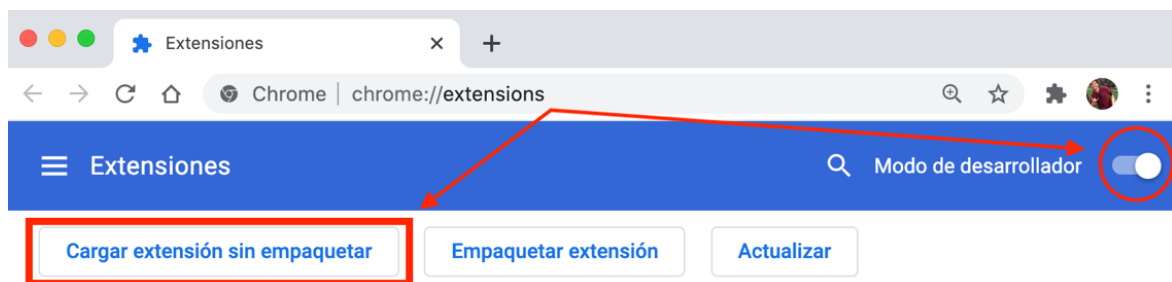 Extensiones
Chrome | chrome://extensions
Extensiones Modo de desarrollador
Cargar extensión sin empaquetar Empaquetar extensión Actualizar